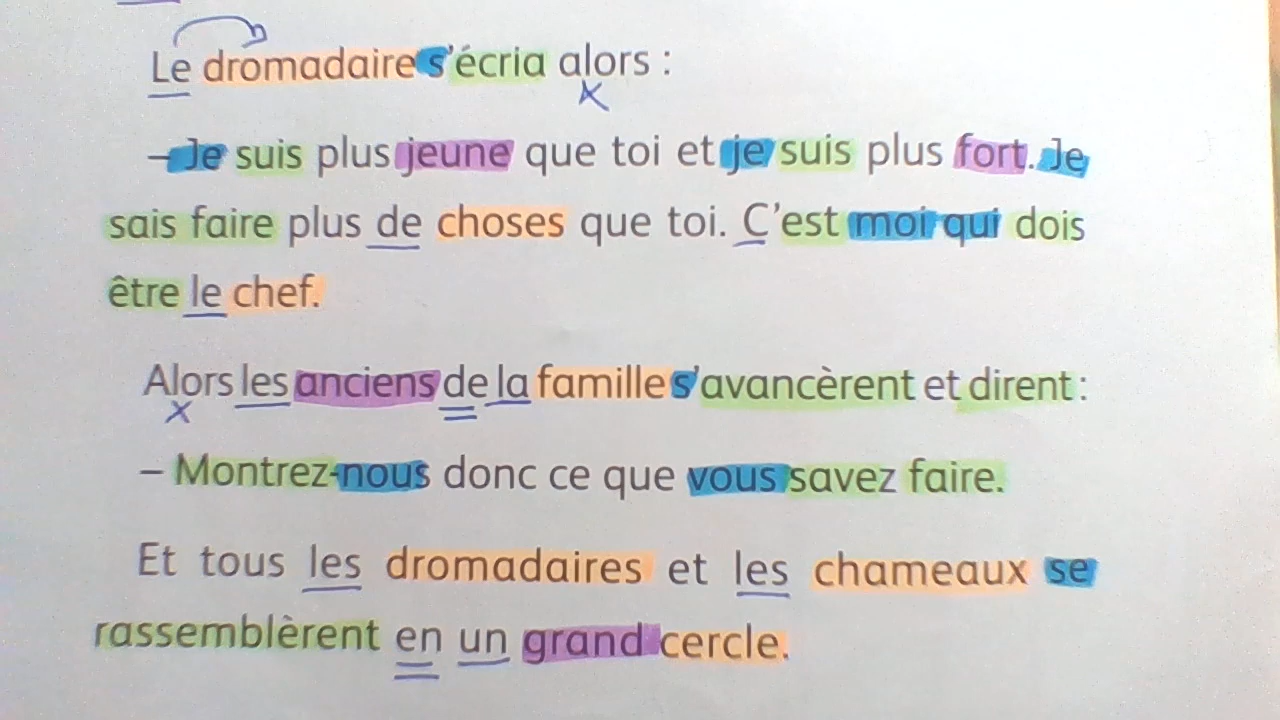 Le dromadaire s'écria alors :
– Je suis plus jeune que toi et je suis plus fort. Je
sais faire plus de choses que toi. C'est moi qui dois
être le chef.
Alors les anciens de la famille s'avancèrent et dirent :
– Montrez-nous donc ce que vous savez faire.
Et tous les dromadaires et les chameaux se
rassemblèrent en un grand cercle.